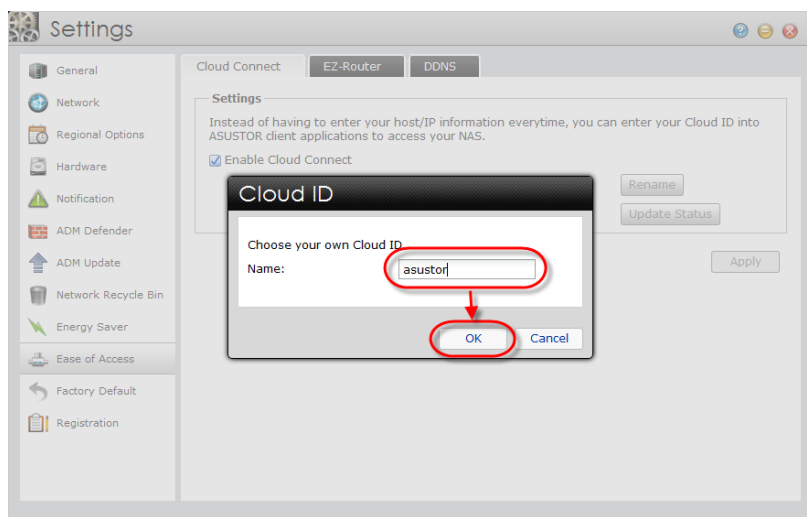 Settings
General
Network
Regional Options
Hardware
Notification
ADM Defender
ADM Update
Network Recycle Bin
Energy Saver
Ease of Access
Factory Default
Registration
Cloud Connect
EZ-Router
DDNS
Settings
Instead of having to enter your host/IP information everytime, you can enter your Cloud ID into
ASUSTOR client applications to access your NAS.
Enable Cloud Connect
Rename
Update Status
Apply
Cloud ID
Choose your own Cloud ID
Name:
asustor
OK
Cancel